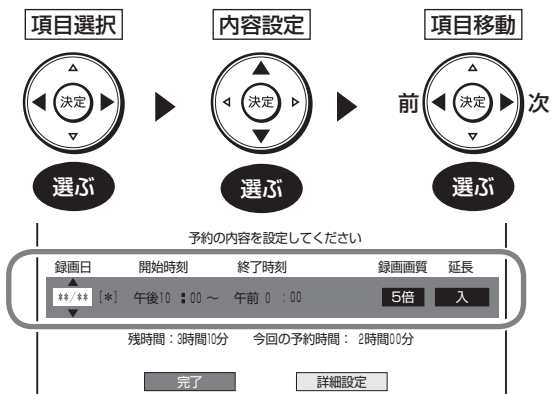 項目選択 内容設定 項目移動
決定 決定 前 決定 次
選ぶ 選ぶ 選ぶ
予約の内容を設定してください
録画日 開始時刻 終了時刻 録画画質 延長
**/** [*] 午後10:00～ 午前 0:00 5倍 入
残時間：3時間10分 今回の予約時間： 2時間00分
完了 詳細設定